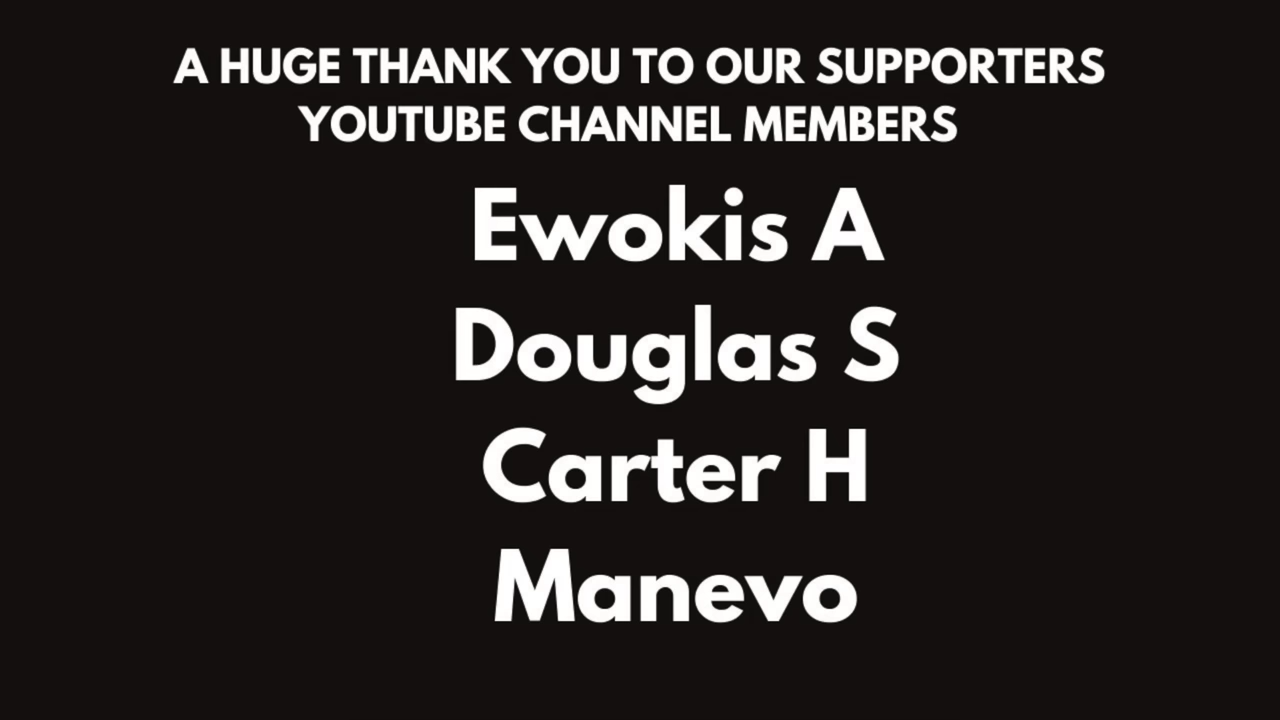 A HUGE THANK YOU TO OUR SUPPORTERS
YOUTUBE CHANNEL MEMBERS
Ewokis A
Douglas S
Carter H
Manevo